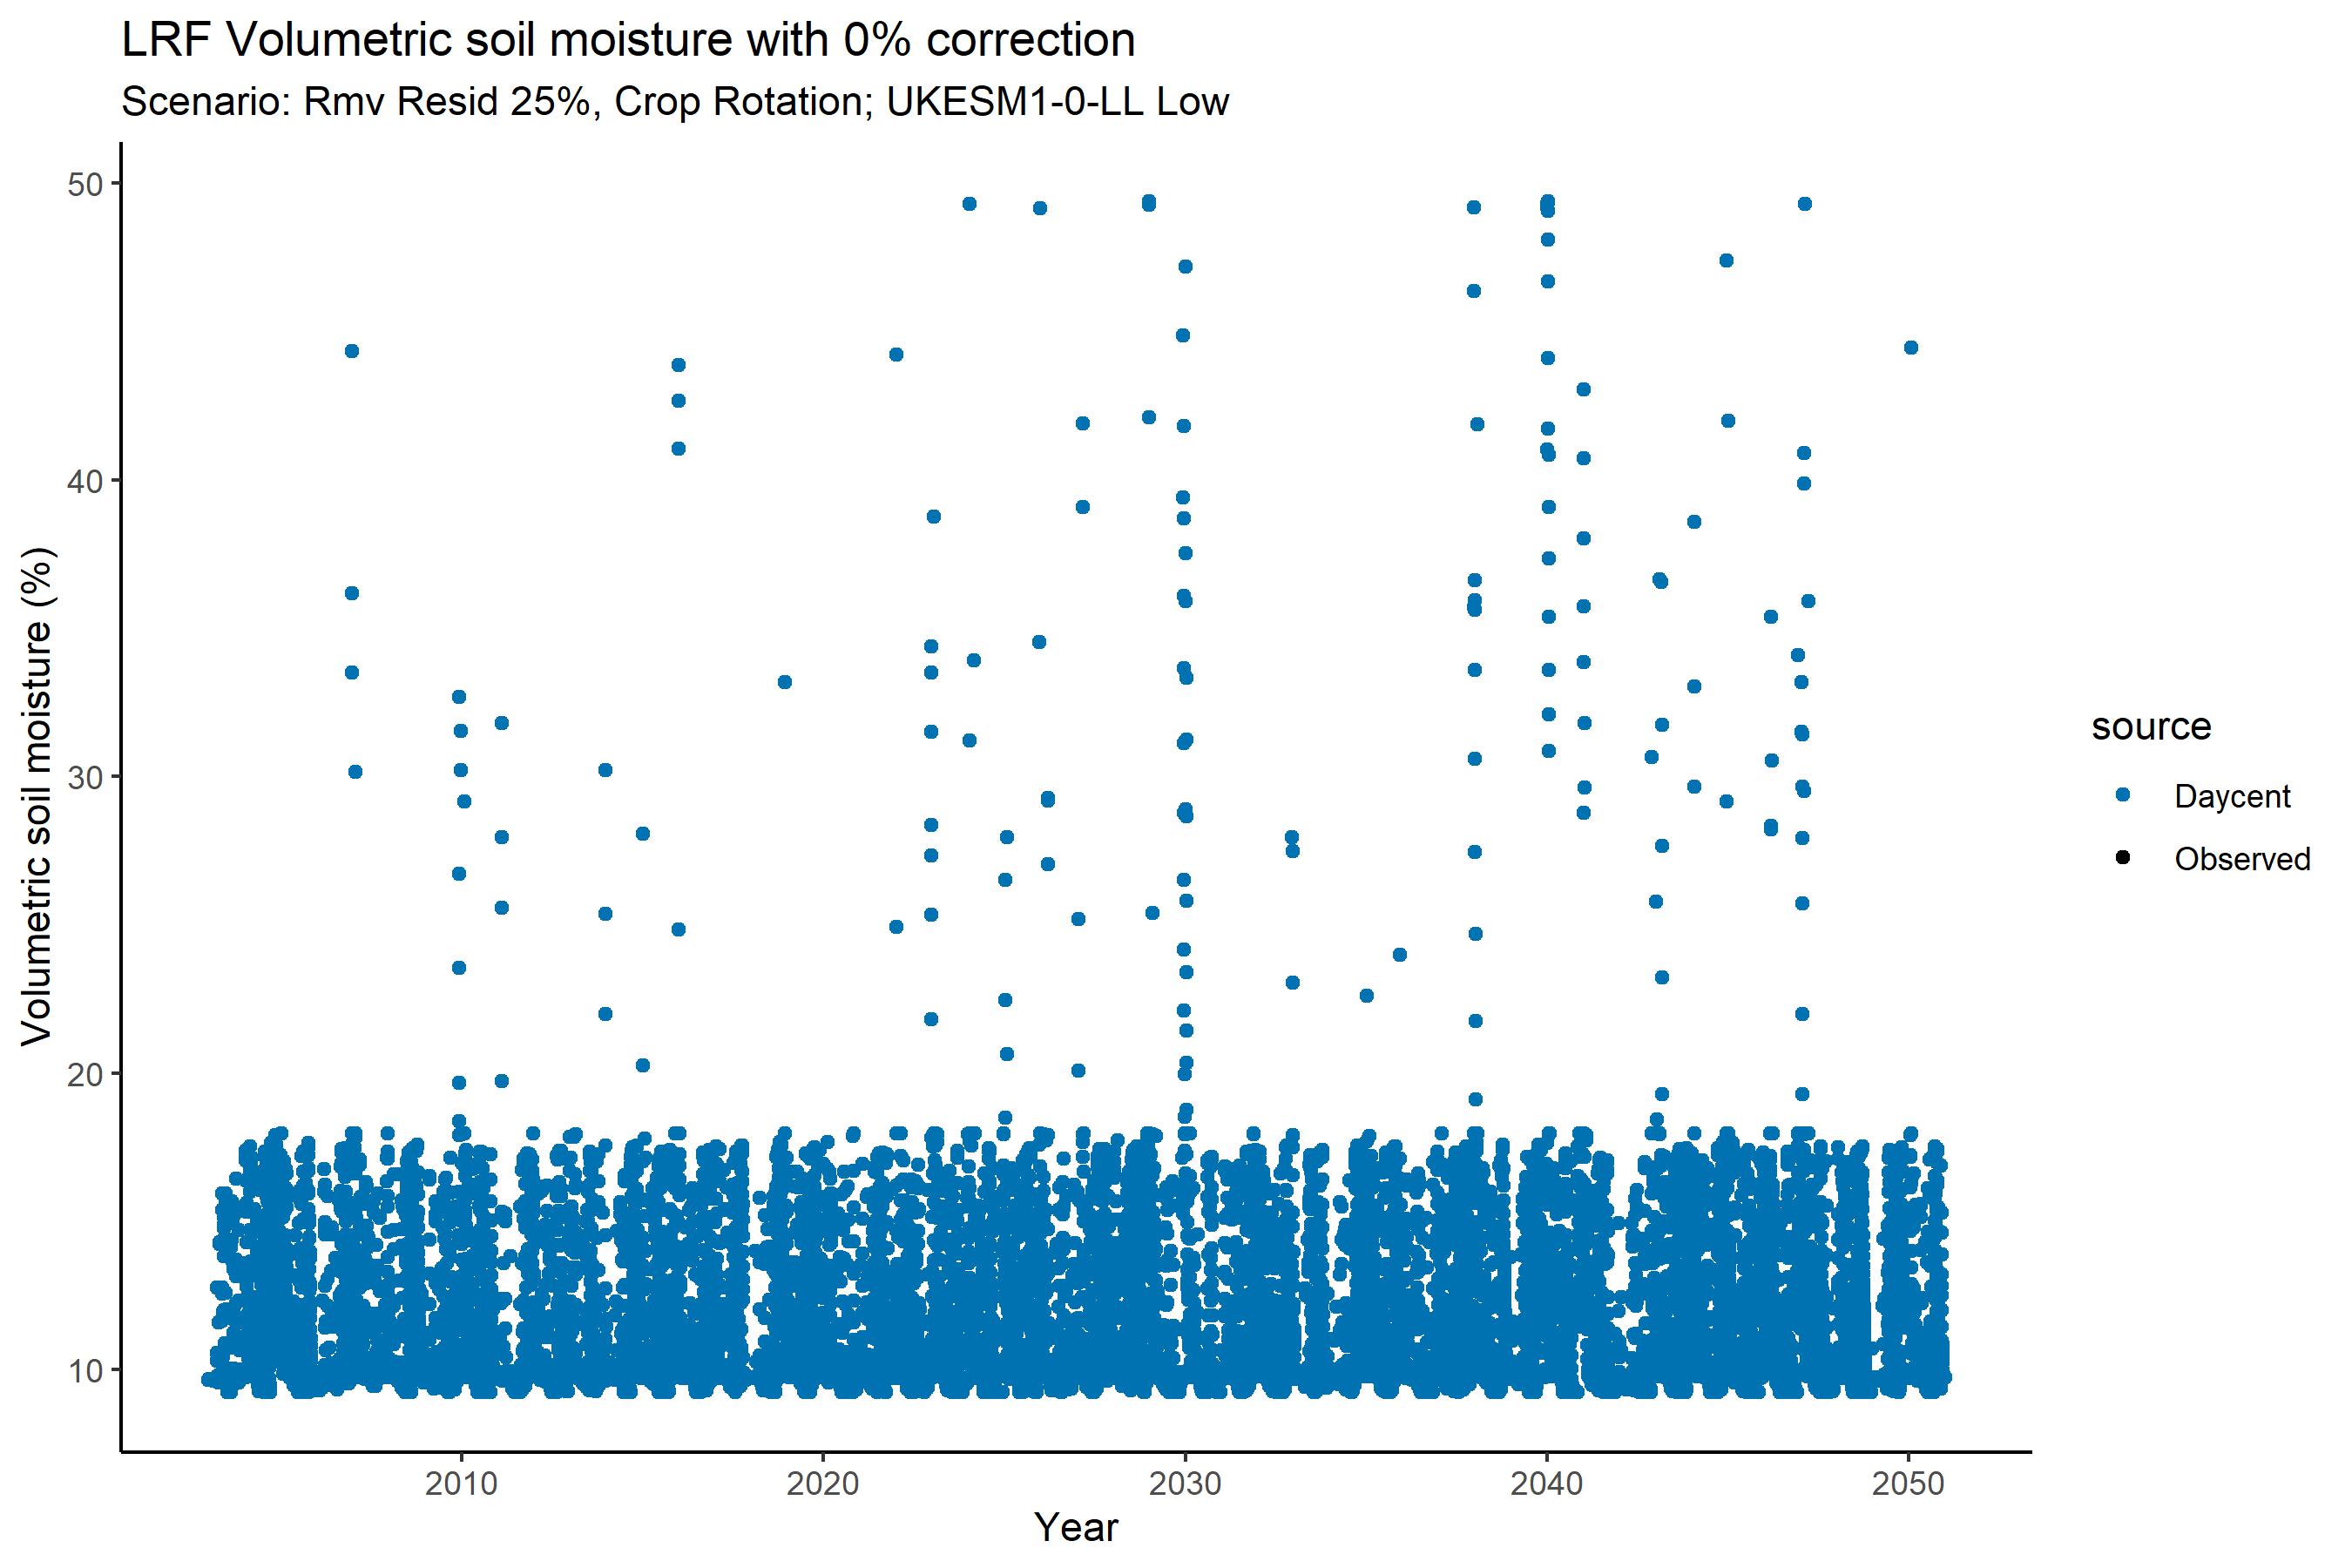 LRF Volumetric soil moisture with 0% correction
Scenario: Rmv Resid 25%, Crop Rotation; UKESM1-0-LL Low
Volumetric soil moisture (%)
50
40
30
20
10
2010
2020
2030
2040
2050
Year
source
Daycent
Observed